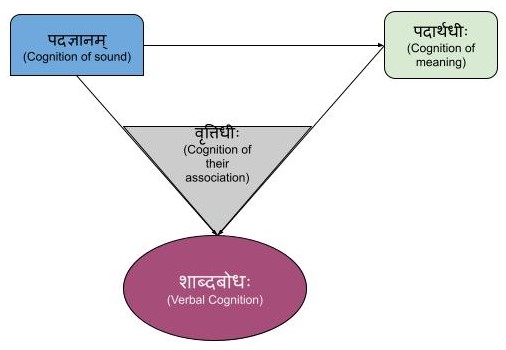 पदज्ञानम्
(Cognition of sound)
पदार्थधीः
(Cognition of
meaning)
वृत्तिधीः
(Cognition of
their
association)
शाब्दबोधः
(Verbal Cognition)